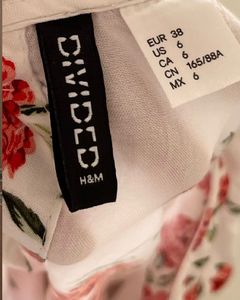 DIVIDED
H&M
EUR 38
US 6
CA 6
CN 165/88A
MX 6